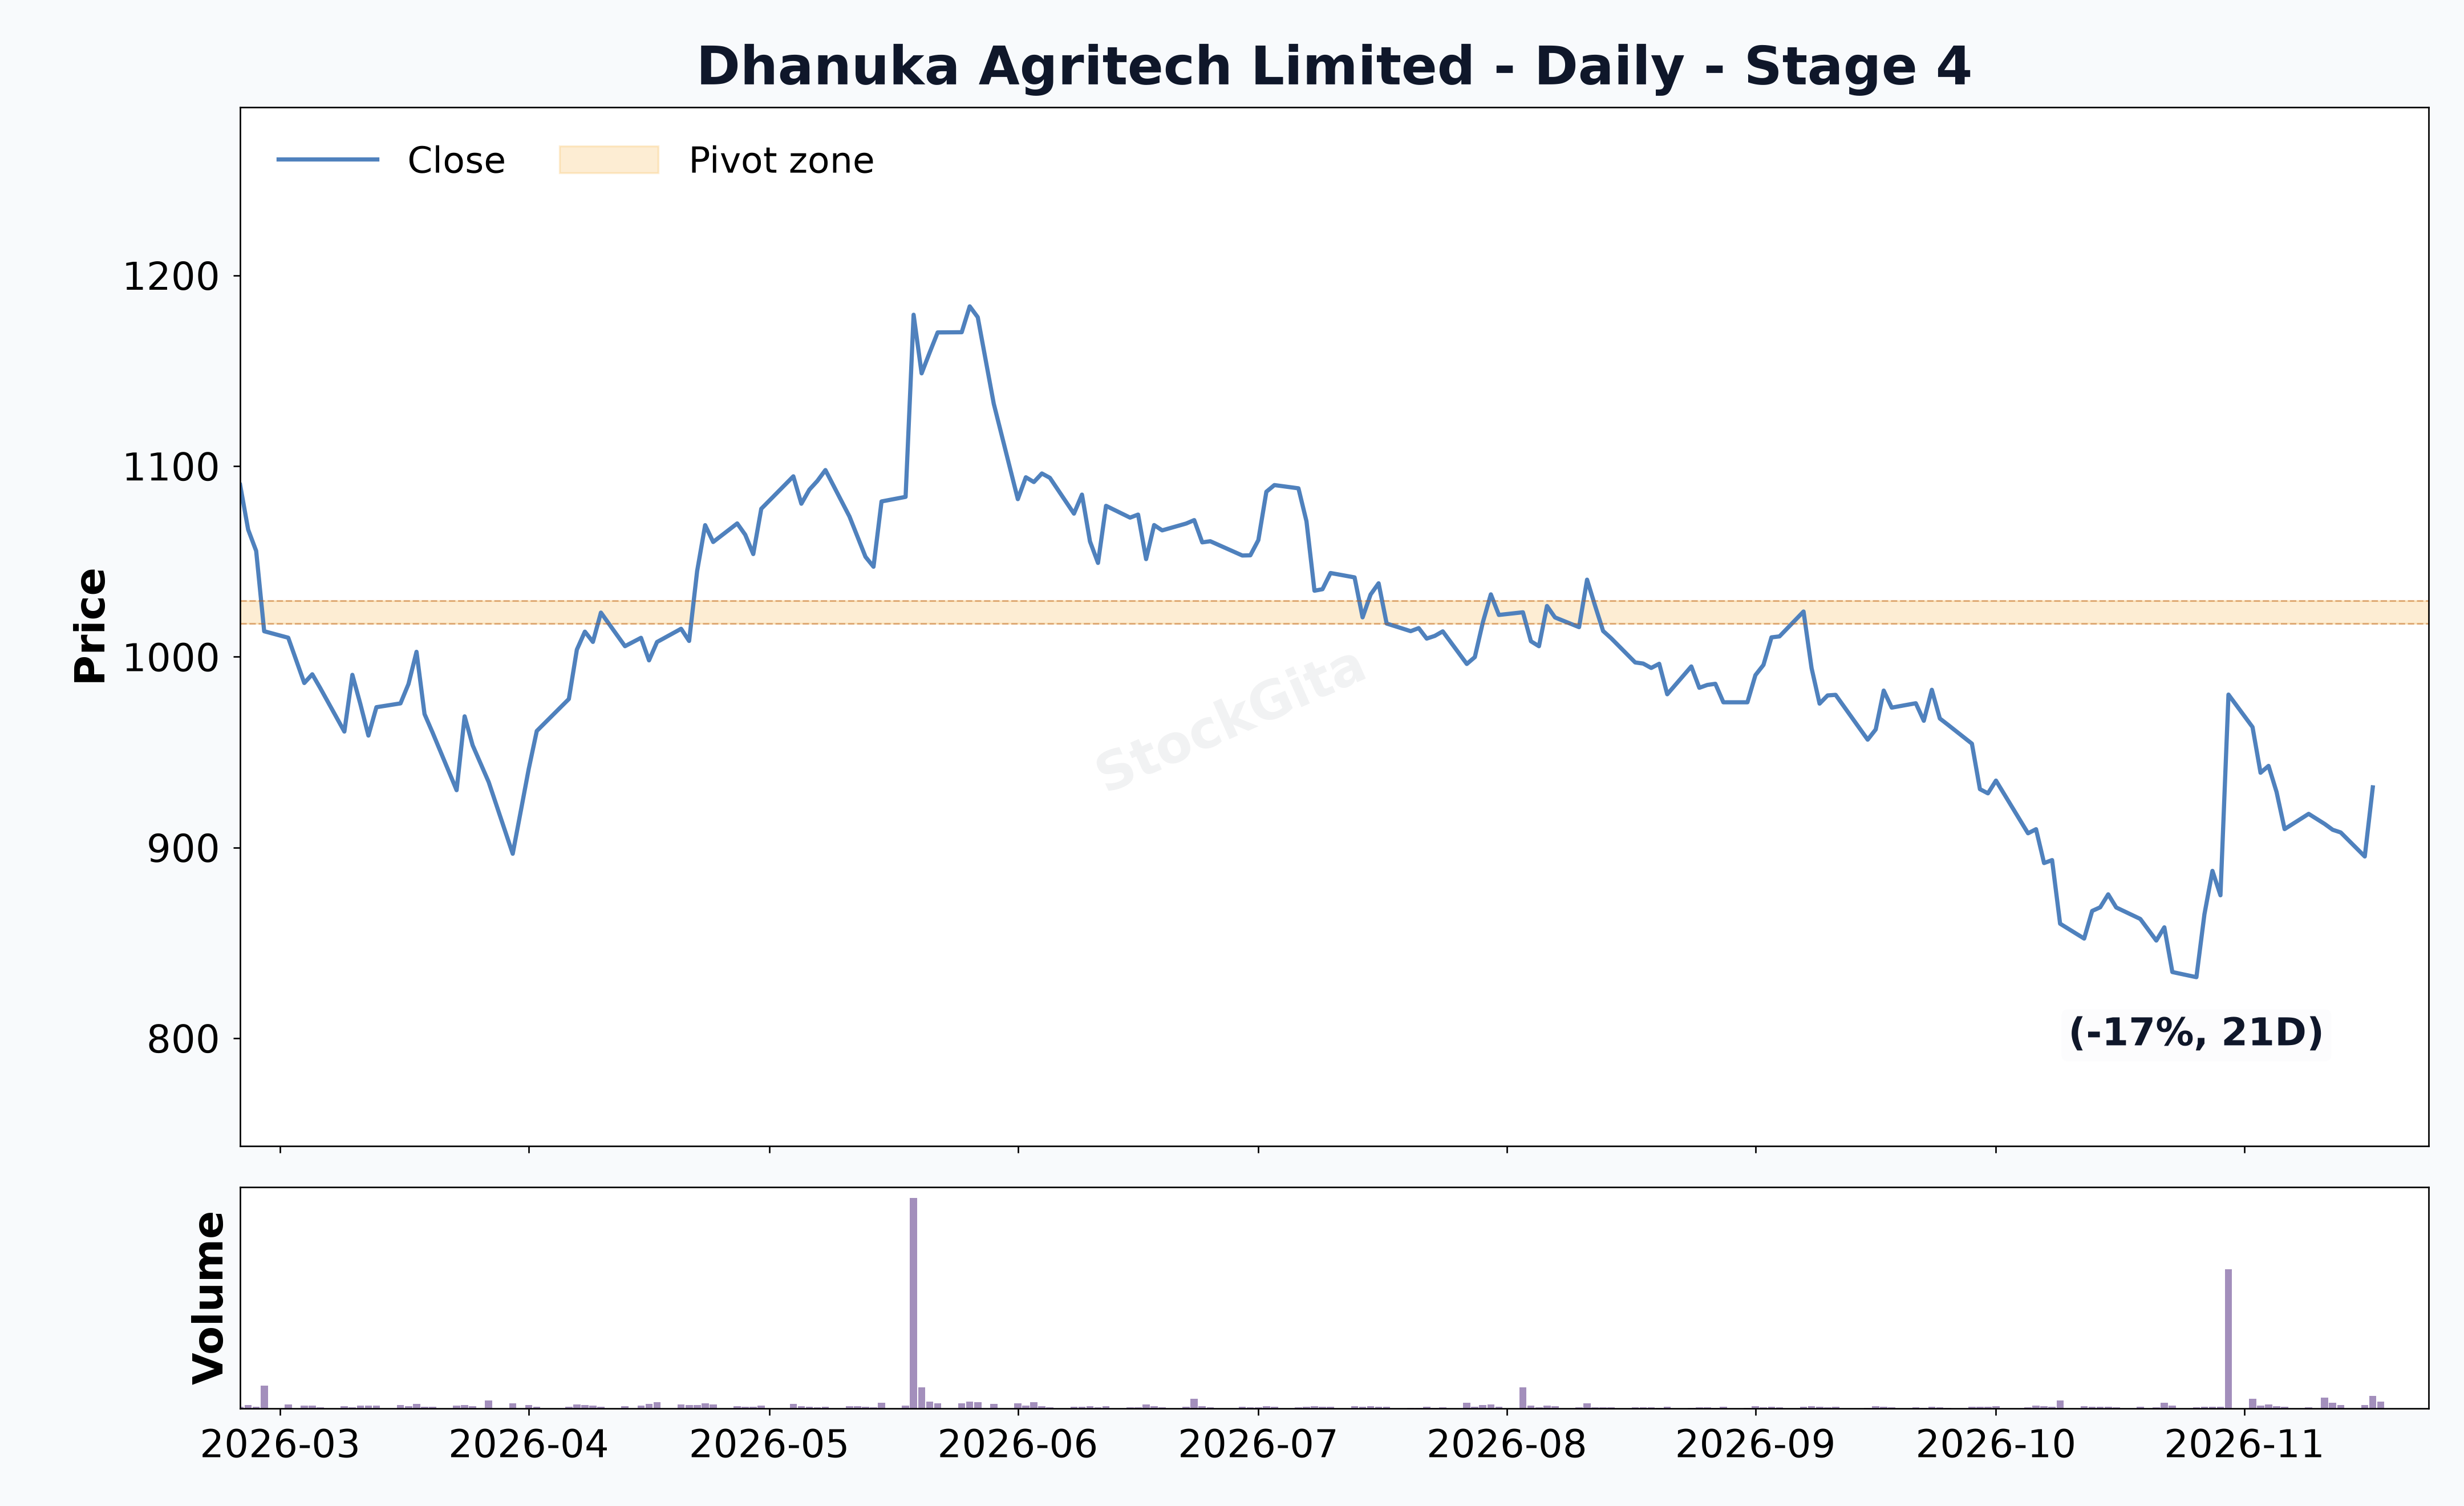 Dhanuka Agritech Limited - Daily - Stage 4
Close
Pivot zone
1200
1100
1000
900
800
Price
StockGita
(-17%, 21D)
Volume
2026-03
2026-04
2026-05
2026-06
2026-07
2026-08
2026-09
2026-10
2026-11